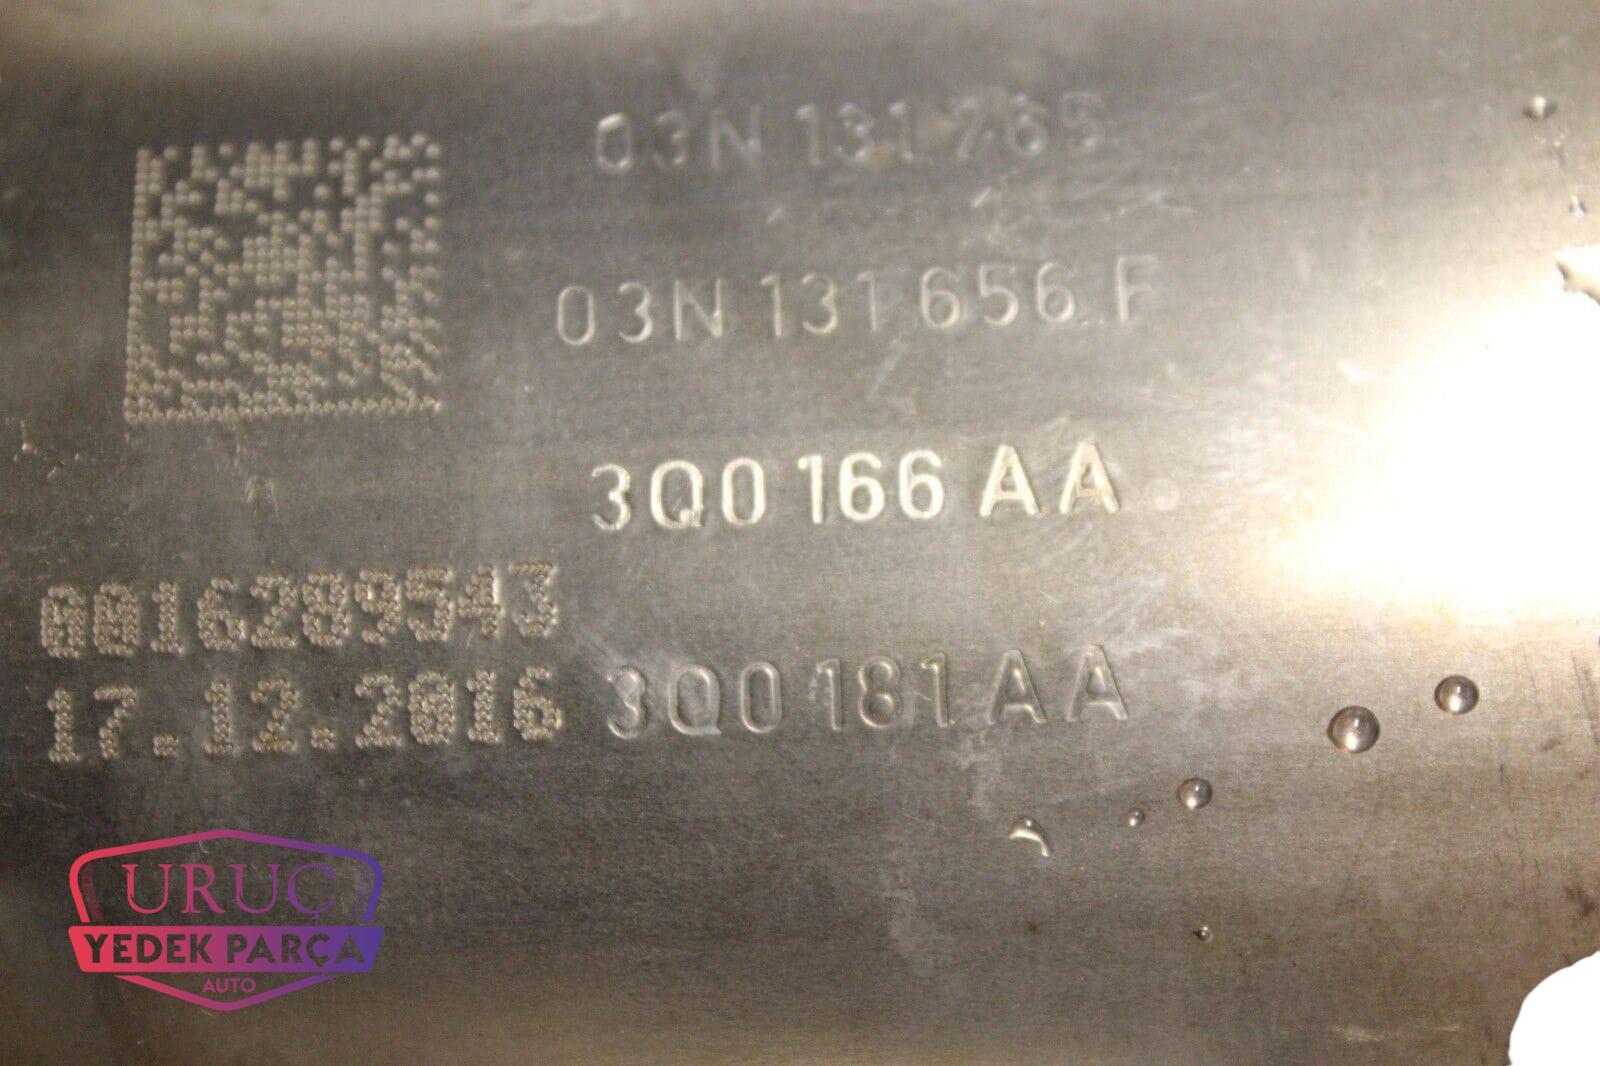 03N 131 765
03N 131 656 F
3Q0 166 AA
0016289543
17.12.2016 3Q0 181 AA
URUÇ
YEDEK PARÇA
AUTO